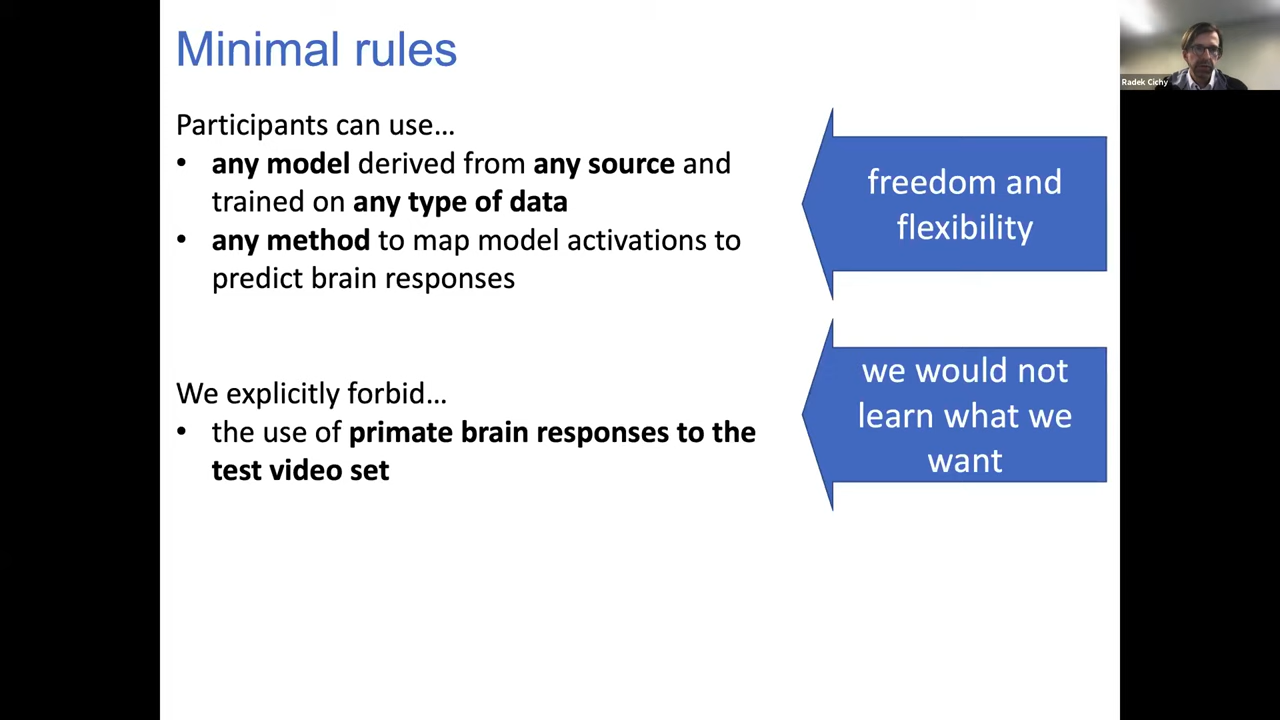 Minimal rules
Participants can use…
• any model derived from any source and
trained on any type of data
• any method to map model activations to
predict brain responses
freedom and
flexibility
We explicitly forbid…
• the use of primate brain responses to the
test video set
we would not
learn what we
want
Radek Cichy